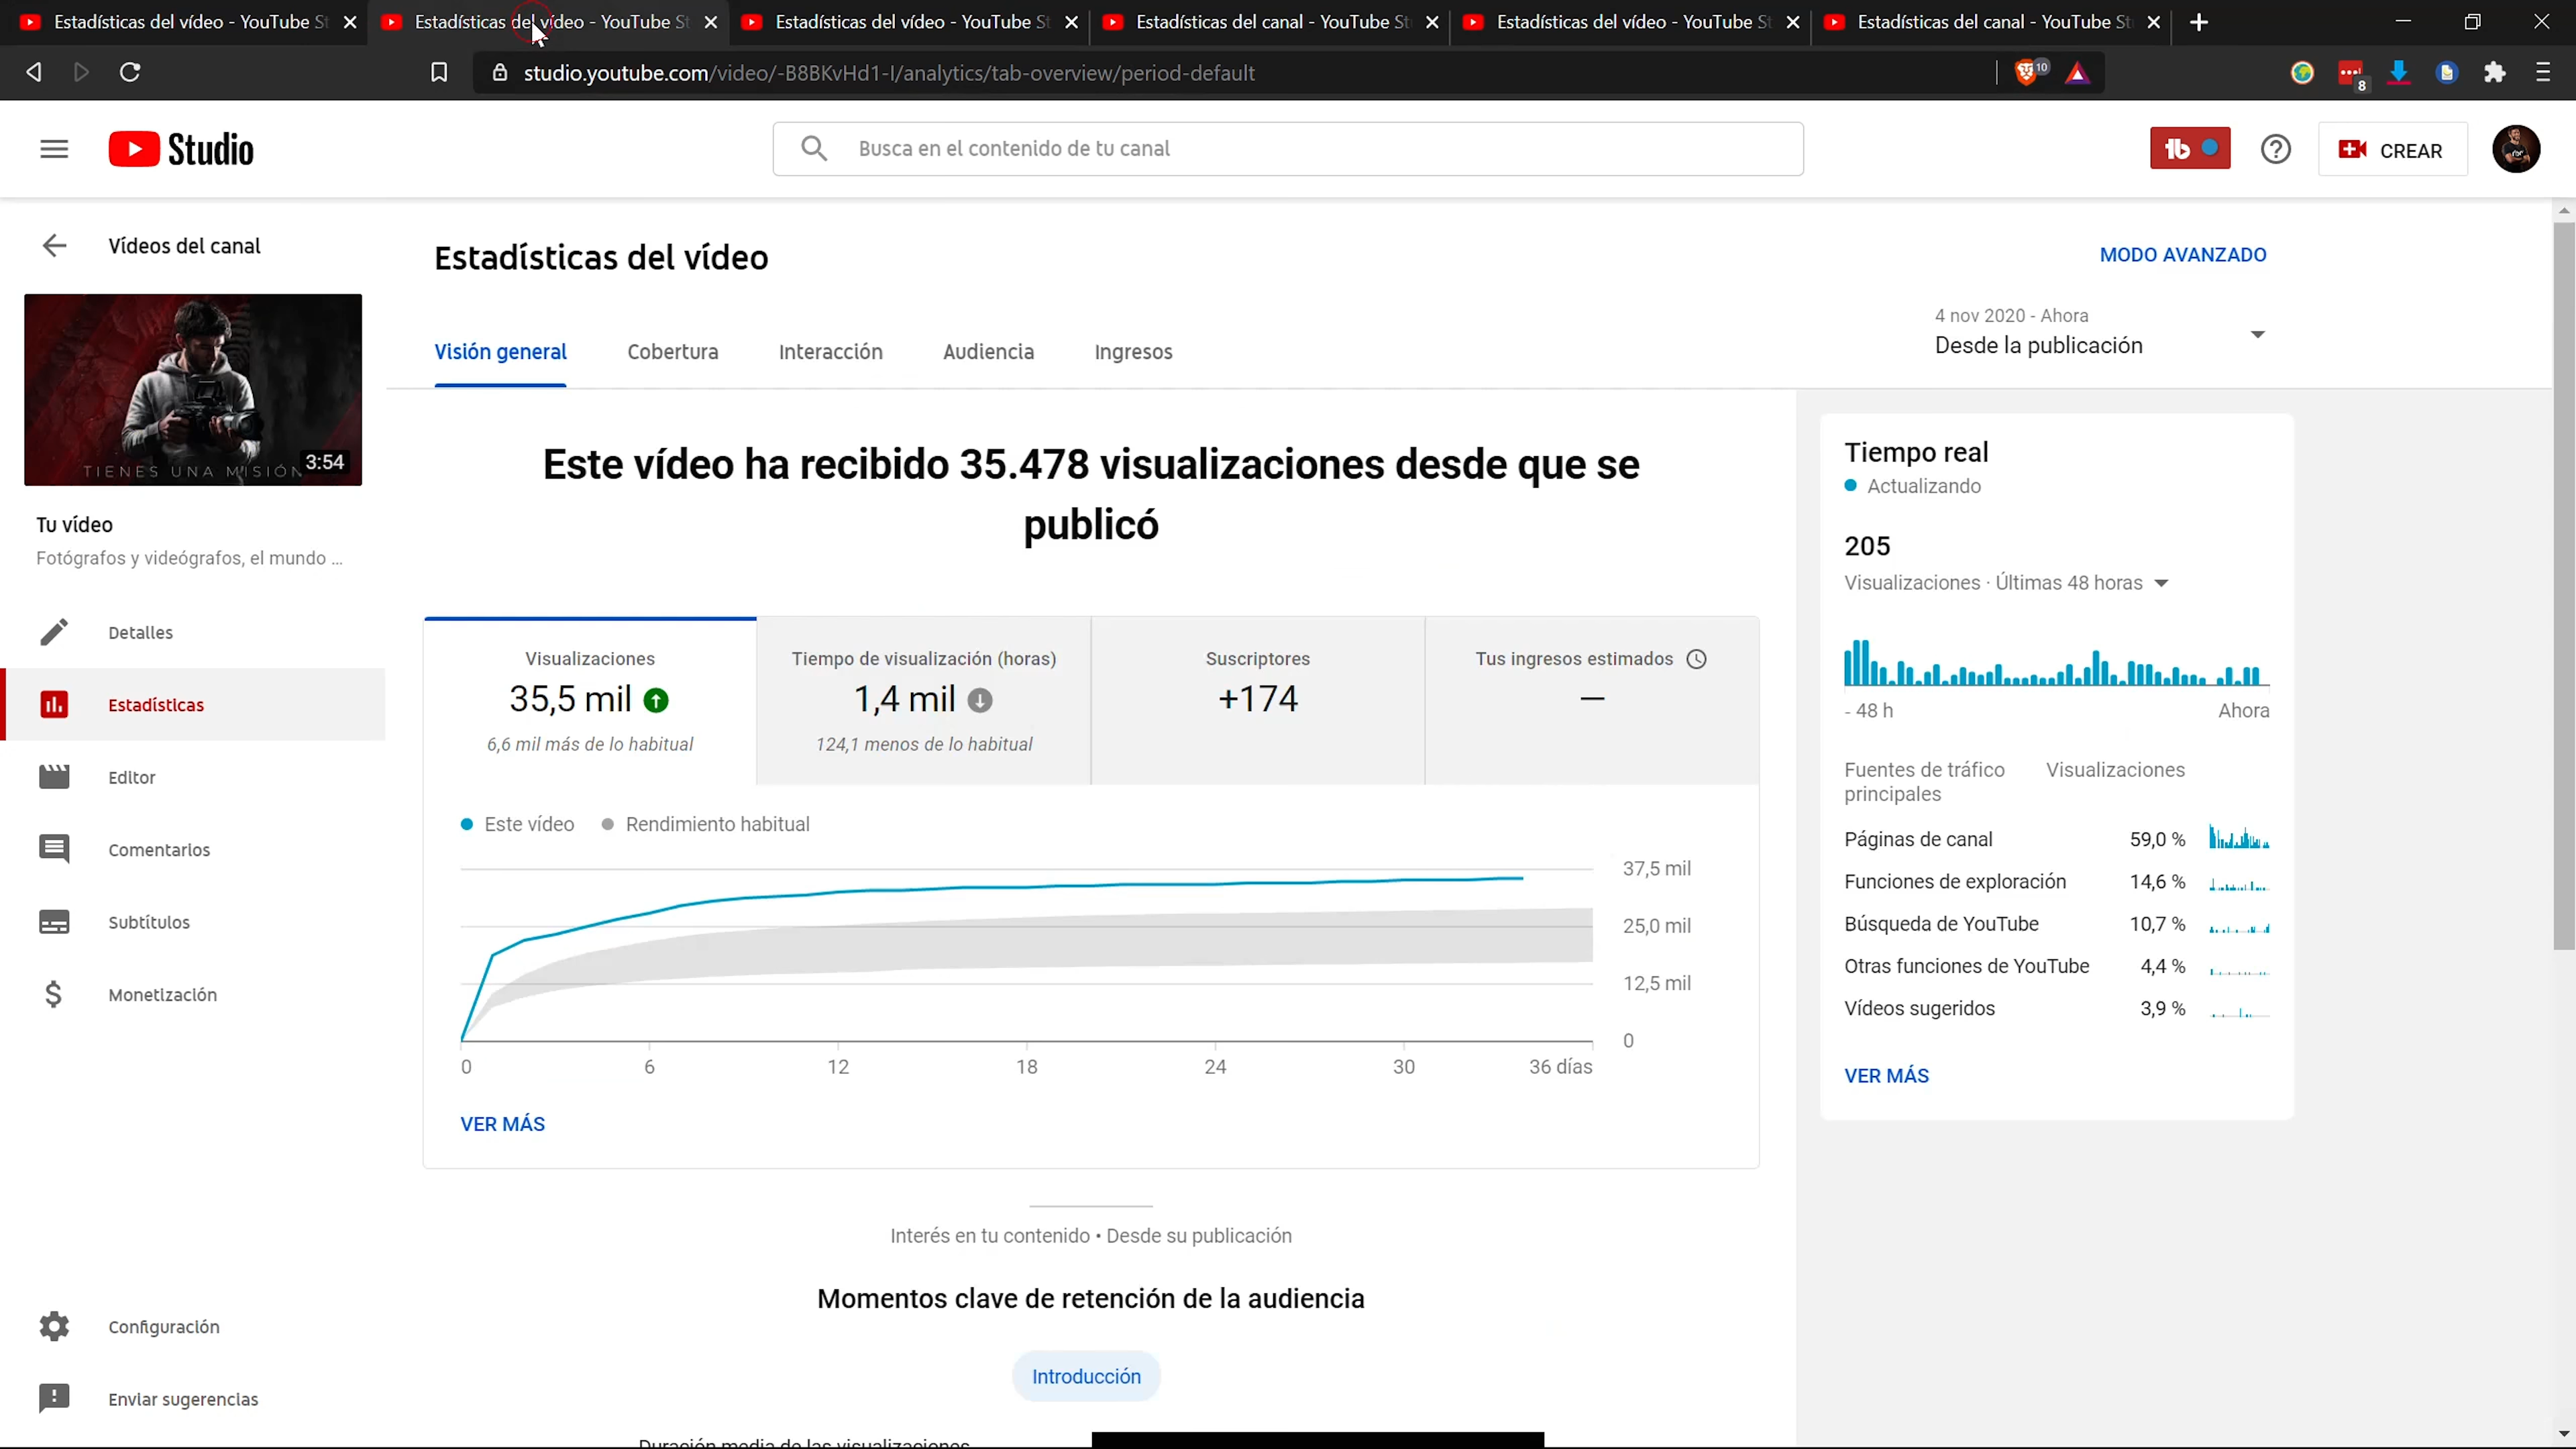 Estadísticas del vídeo - YouTube St
Estadísticas del vídeo - YouTube St
Estadísticas del vídeo - YouTube St
Estadísticas del canal - YouTube St
Estadísticas del vídeo - YouTube St
Estadísticas del canal - YouTube St
studio.youtube.com/video/-B8BKvHd1-I/analytics/tab-overview/period-default
10
8
Studio
Busca en el contenido de tu canal
tb
CREAR
Vídeos del canal
TIENES UNA MISIÓN
3:54
Tu vídeo
Fotógrafos y videógrafos, el mundo ...
Detalles
Estadísticas
Editor
Comentarios
Subtítulos
Monetización
Configuración
Enviar sugerencias
Estadísticas del vídeo
MODO AVANZADO
Visión general
Cobertura
Interacción
Audiencia
Ingresos
4 nov 2020 - Ahora
Desde la publicación
Este vídeo ha recibido 35.478 visualizaciones desde que se
publicó
Visualizaciones
35,5 mil
6,6 mil más de lo habitual
Tiempo de visualización (horas)
1,4 mil
124,1 menos de lo habitual
Suscriptores
+174
Tus ingresos estimados
—
Este vídeo
Rendimiento habitual
37,5 mil
25,0 mil
12,5 mil
0
0 6 12 18 24 30 36 días
VER MÁS
Interés en tu contenido • Desde su publicación
Momentos clave de retención de la audiencia
Introducción
Duración media de las visualizaciones
Tiempo real
Actualizando
205
Visualizaciones · Últimas 48 horas
- 48 h
Ahora
Fuentes de tráfico
principales
Visualizaciones
Páginas de canal 59,0 %
Funciones de exploración 14,6 %
Búsqueda de YouTube 10,7 %
Otras funciones de YouTube 4,4 %
Vídeos sugeridos 3,9 %
VER MÁS